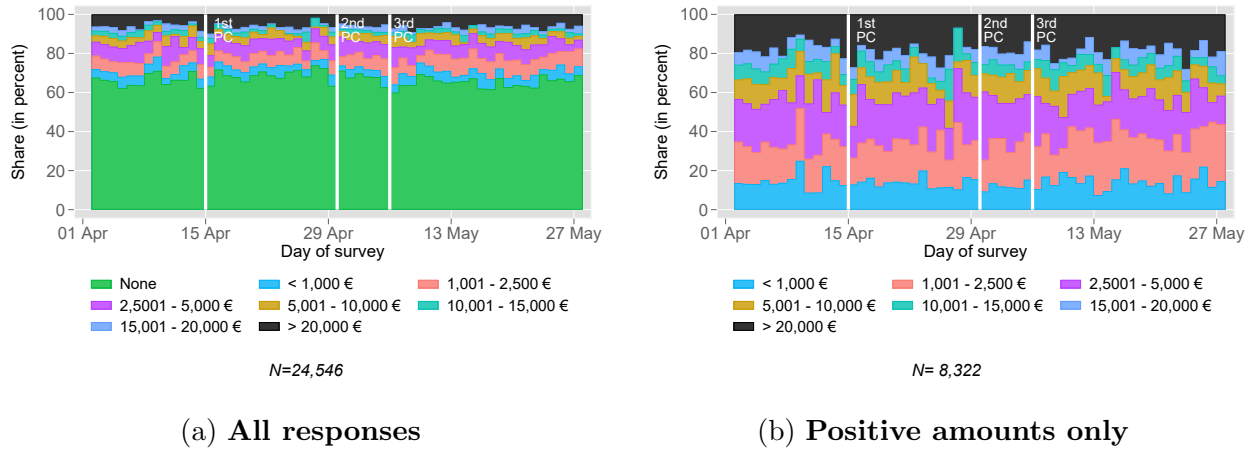 100
80
60
40
20
0
Share (in percent)
1st
PC
2nd
PC
3rd
PC
01 Apr
15 Apr
29 Apr
13 May
27 May
Day of survey
None
< 1,000 €
1,001 - 2,500 €
2,5001 - 5,000 €
5,001 - 10,000 €
10,001 - 15,000 €
15,001 - 20,000 €
> 20,000 €
N=24,546
(a) All responses
100
80
60
40
20
0
Share (in percent)
1st
PC
2nd
PC
3rd
PC
01 Apr
15 Apr
29 Apr
13 May
27 May
Day of survey
< 1,000 €
1,001 - 2,500 €
2,5001 - 5,000 €
5,001 - 10,000 €
10,001 - 15,000 €
15,001 - 20,000 €
> 20,000 €
N= 8,322
(b) Positive amounts only